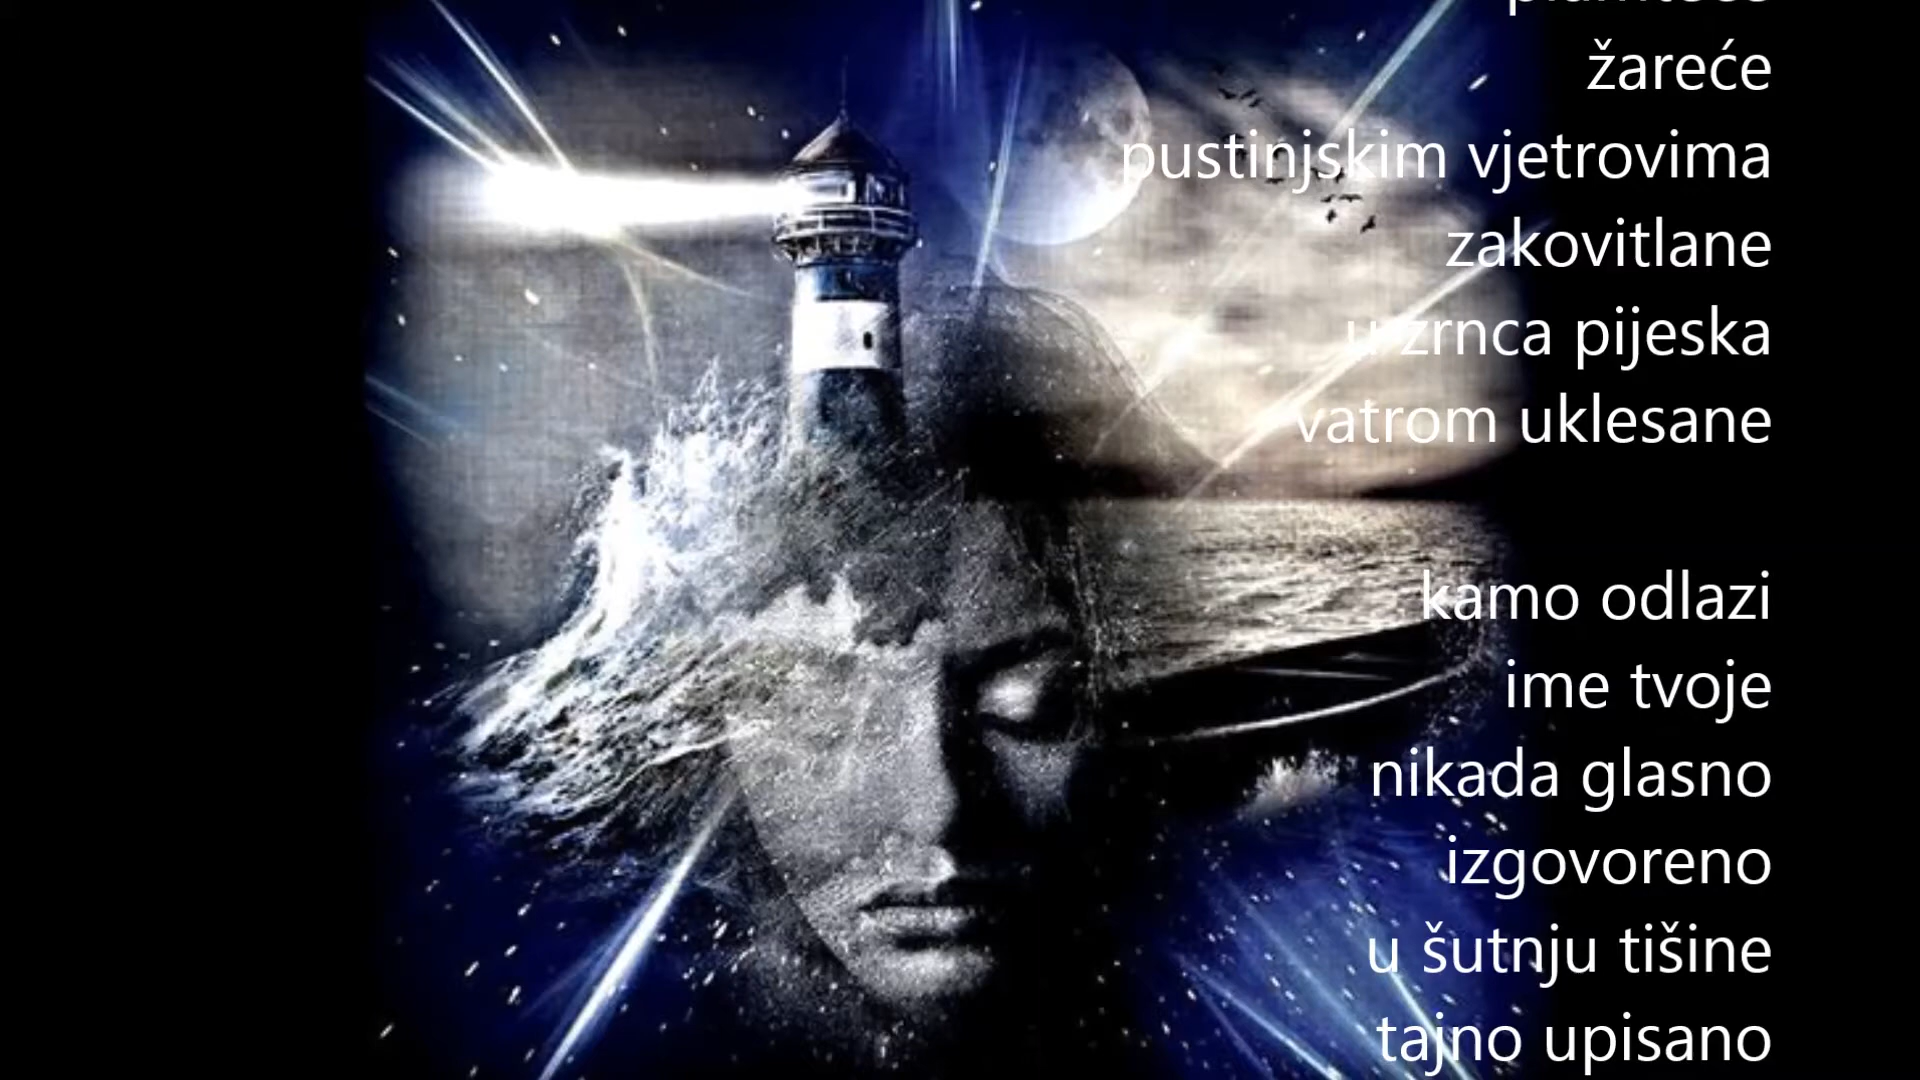 žareće
pustinjskim vjetrovima
zakovitlane
u zrnca pijeska
vatrom uklesane
kamo odlazi
ime tvoje
nikada glasno
izgovoreno
u šutnju tišine
tajno upisano